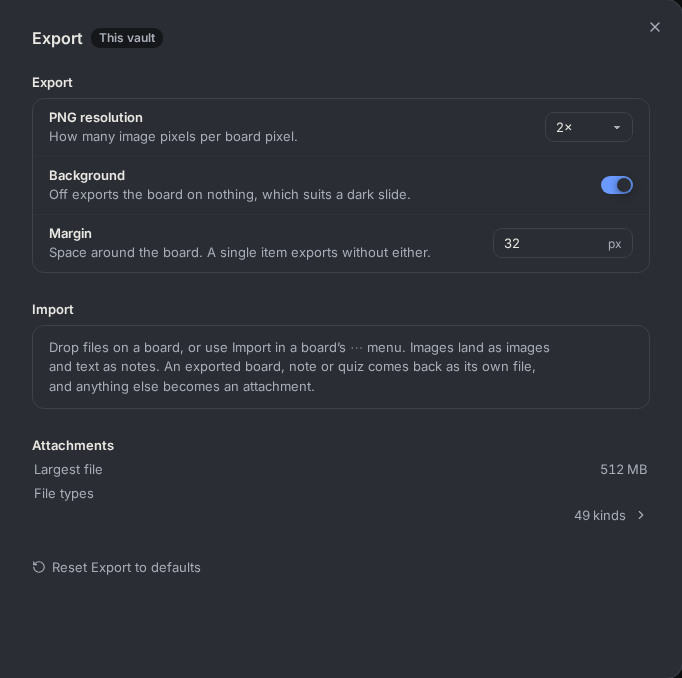 Export This vault
Export
PNG resolution
How many image pixels per board pixel.
2×
Background
Off exports the board on nothing, which suits a dark slide.
Margin
Space around the board. A single item exports without either.
32 px
Import
Drop files on a board, or use Import in a board’s ··· menu. Images land as images
and text as notes. An exported board, note or quiz comes back as its own file,
and anything else becomes an attachment.
Attachments
Largest file 512 MB
File types
49 kinds
Reset Export to defaults